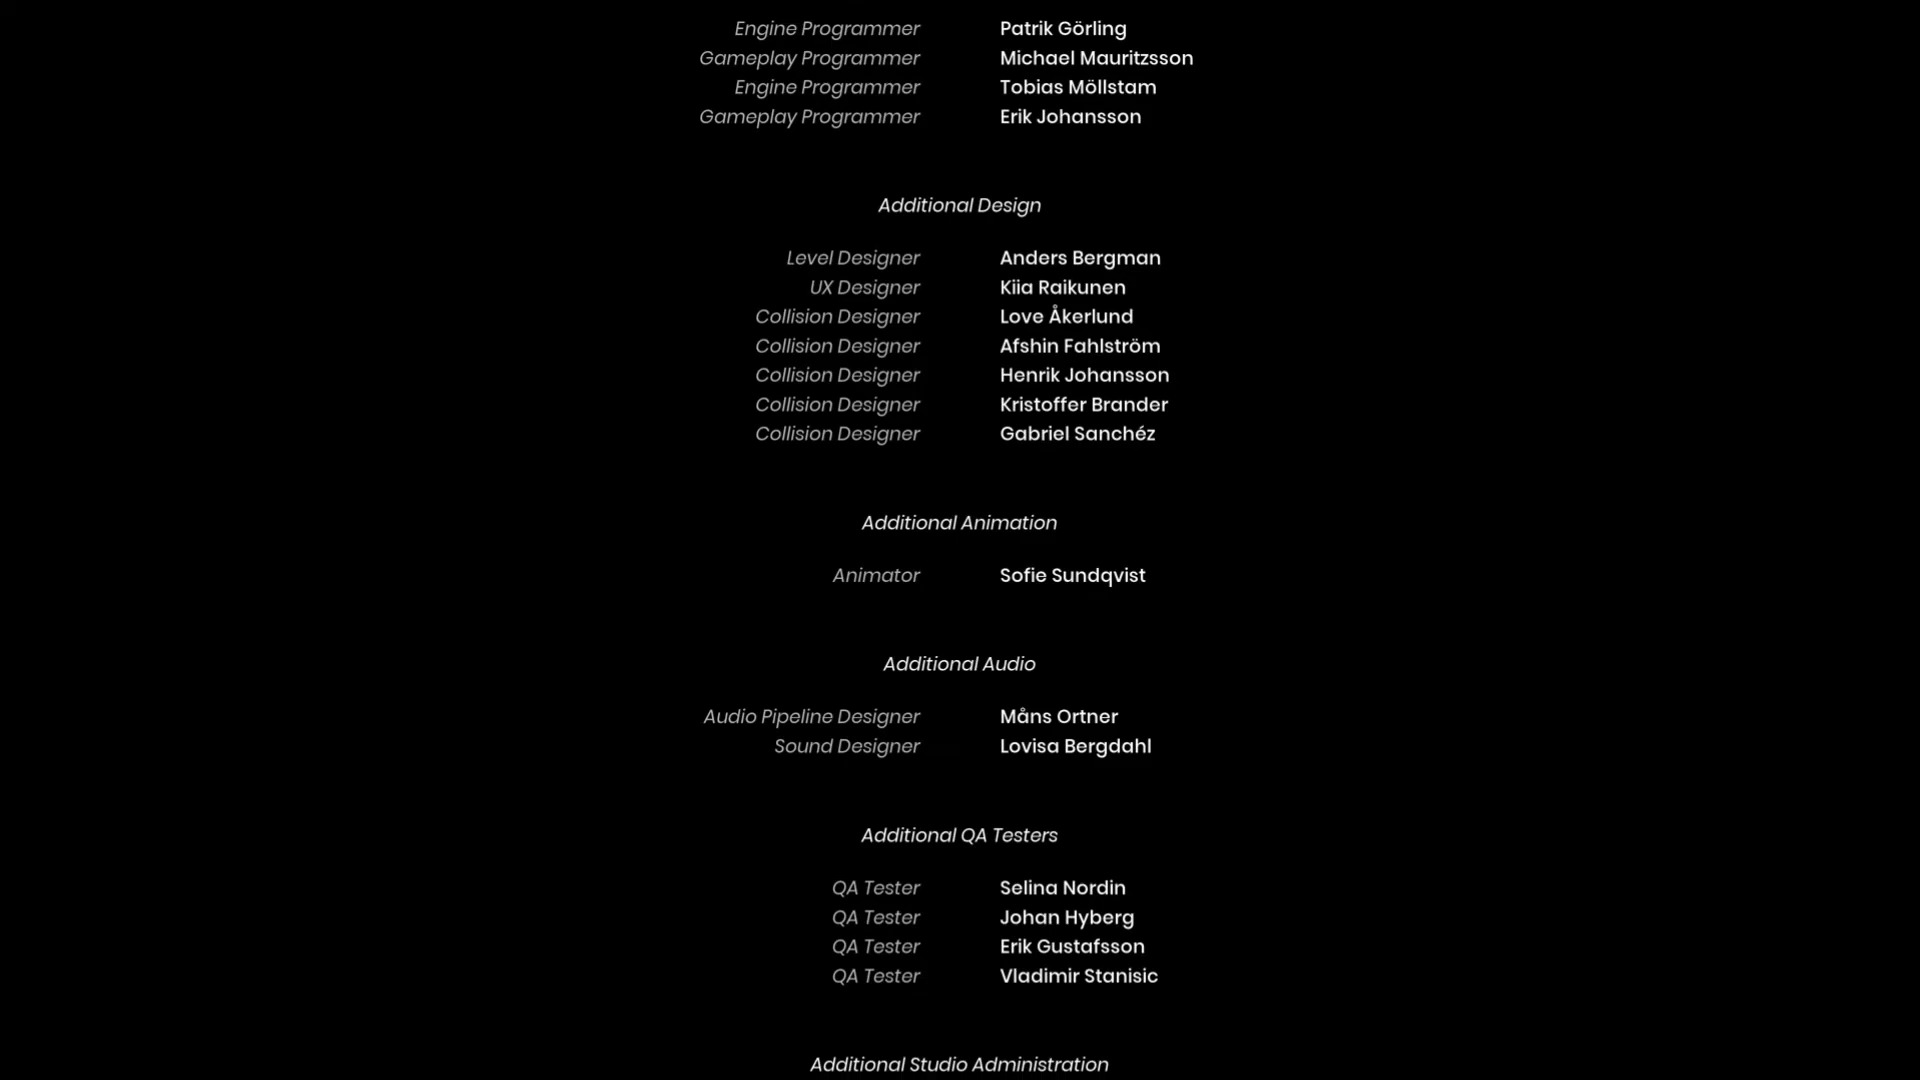 Engine Programmer Patrik Görling
Gameplay Programmer Michael Mauritzsson
Engine Programmer Tobias Möllstam
Gameplay Programmer Erik Johansson
Additional Design
Level Designer Anders Bergman
UX Designer Kiia Raikunen
Collision Designer Love Åkerlund
Collision Designer Afshin Fahlström
Collision Designer Henrik Johansson
Collision Designer Kristoffer Brander
Collision Designer Gabriel Sanchéz
Additional Animation
Animator Sofie Sundqvist
Additional Audio
Audio Pipeline Designer Måns Ortner
Sound Designer Lovisa Bergdahl
Additional QA Testers
QA Tester Selina Nordin
QA Tester Johan Hyberg
QA Tester Erik Gustafsson
QA Tester Vladimir Stanisic
Additional Studio Administration